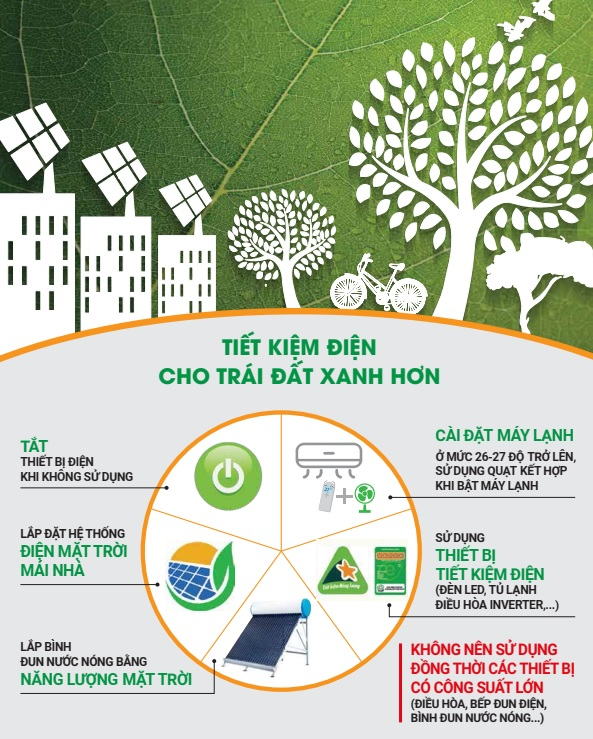 TIẾT KIỆM ĐIỆN
CHO TRÁI ĐẤT XANH HƠN
TẮT
THIẾT BỊ ĐIỆN
KHI KHÔNG SỬ DỤNG
CÀI ĐẶT MÁY LẠNH
Ở MỨC 26-27 ĐỘ TRỞ LÊN,
SỬ DỤNG QUẠT KẾT HỢP
KHI BẬT MÁY LẠNH
LẮP ĐẶT HỆ THỐNG
ĐIỆN MẶT TRỜI
MÁI NHÀ
SỬ DỤNG
THIẾT BỊ
TIẾT KIỆM ĐIỆN
(ĐÈN LED, TỦ LẠNH
ĐIỀU HÒA INVERTER,...)
LẮP BÌNH
ĐUN NƯỚC NÓNG BẰNG
NĂNG LƯỢNG MẶT TRỜI
KHÔNG NÊN SỬ DỤNG
ĐỒNG THỜI CÁC THIẾT BỊ
CÓ CÔNG SUẤT LỚN
(ĐIỀU HÒA, BẾP ĐUN ĐIỆN,
BÌNH ĐUN NƯỚC NÓNG...)